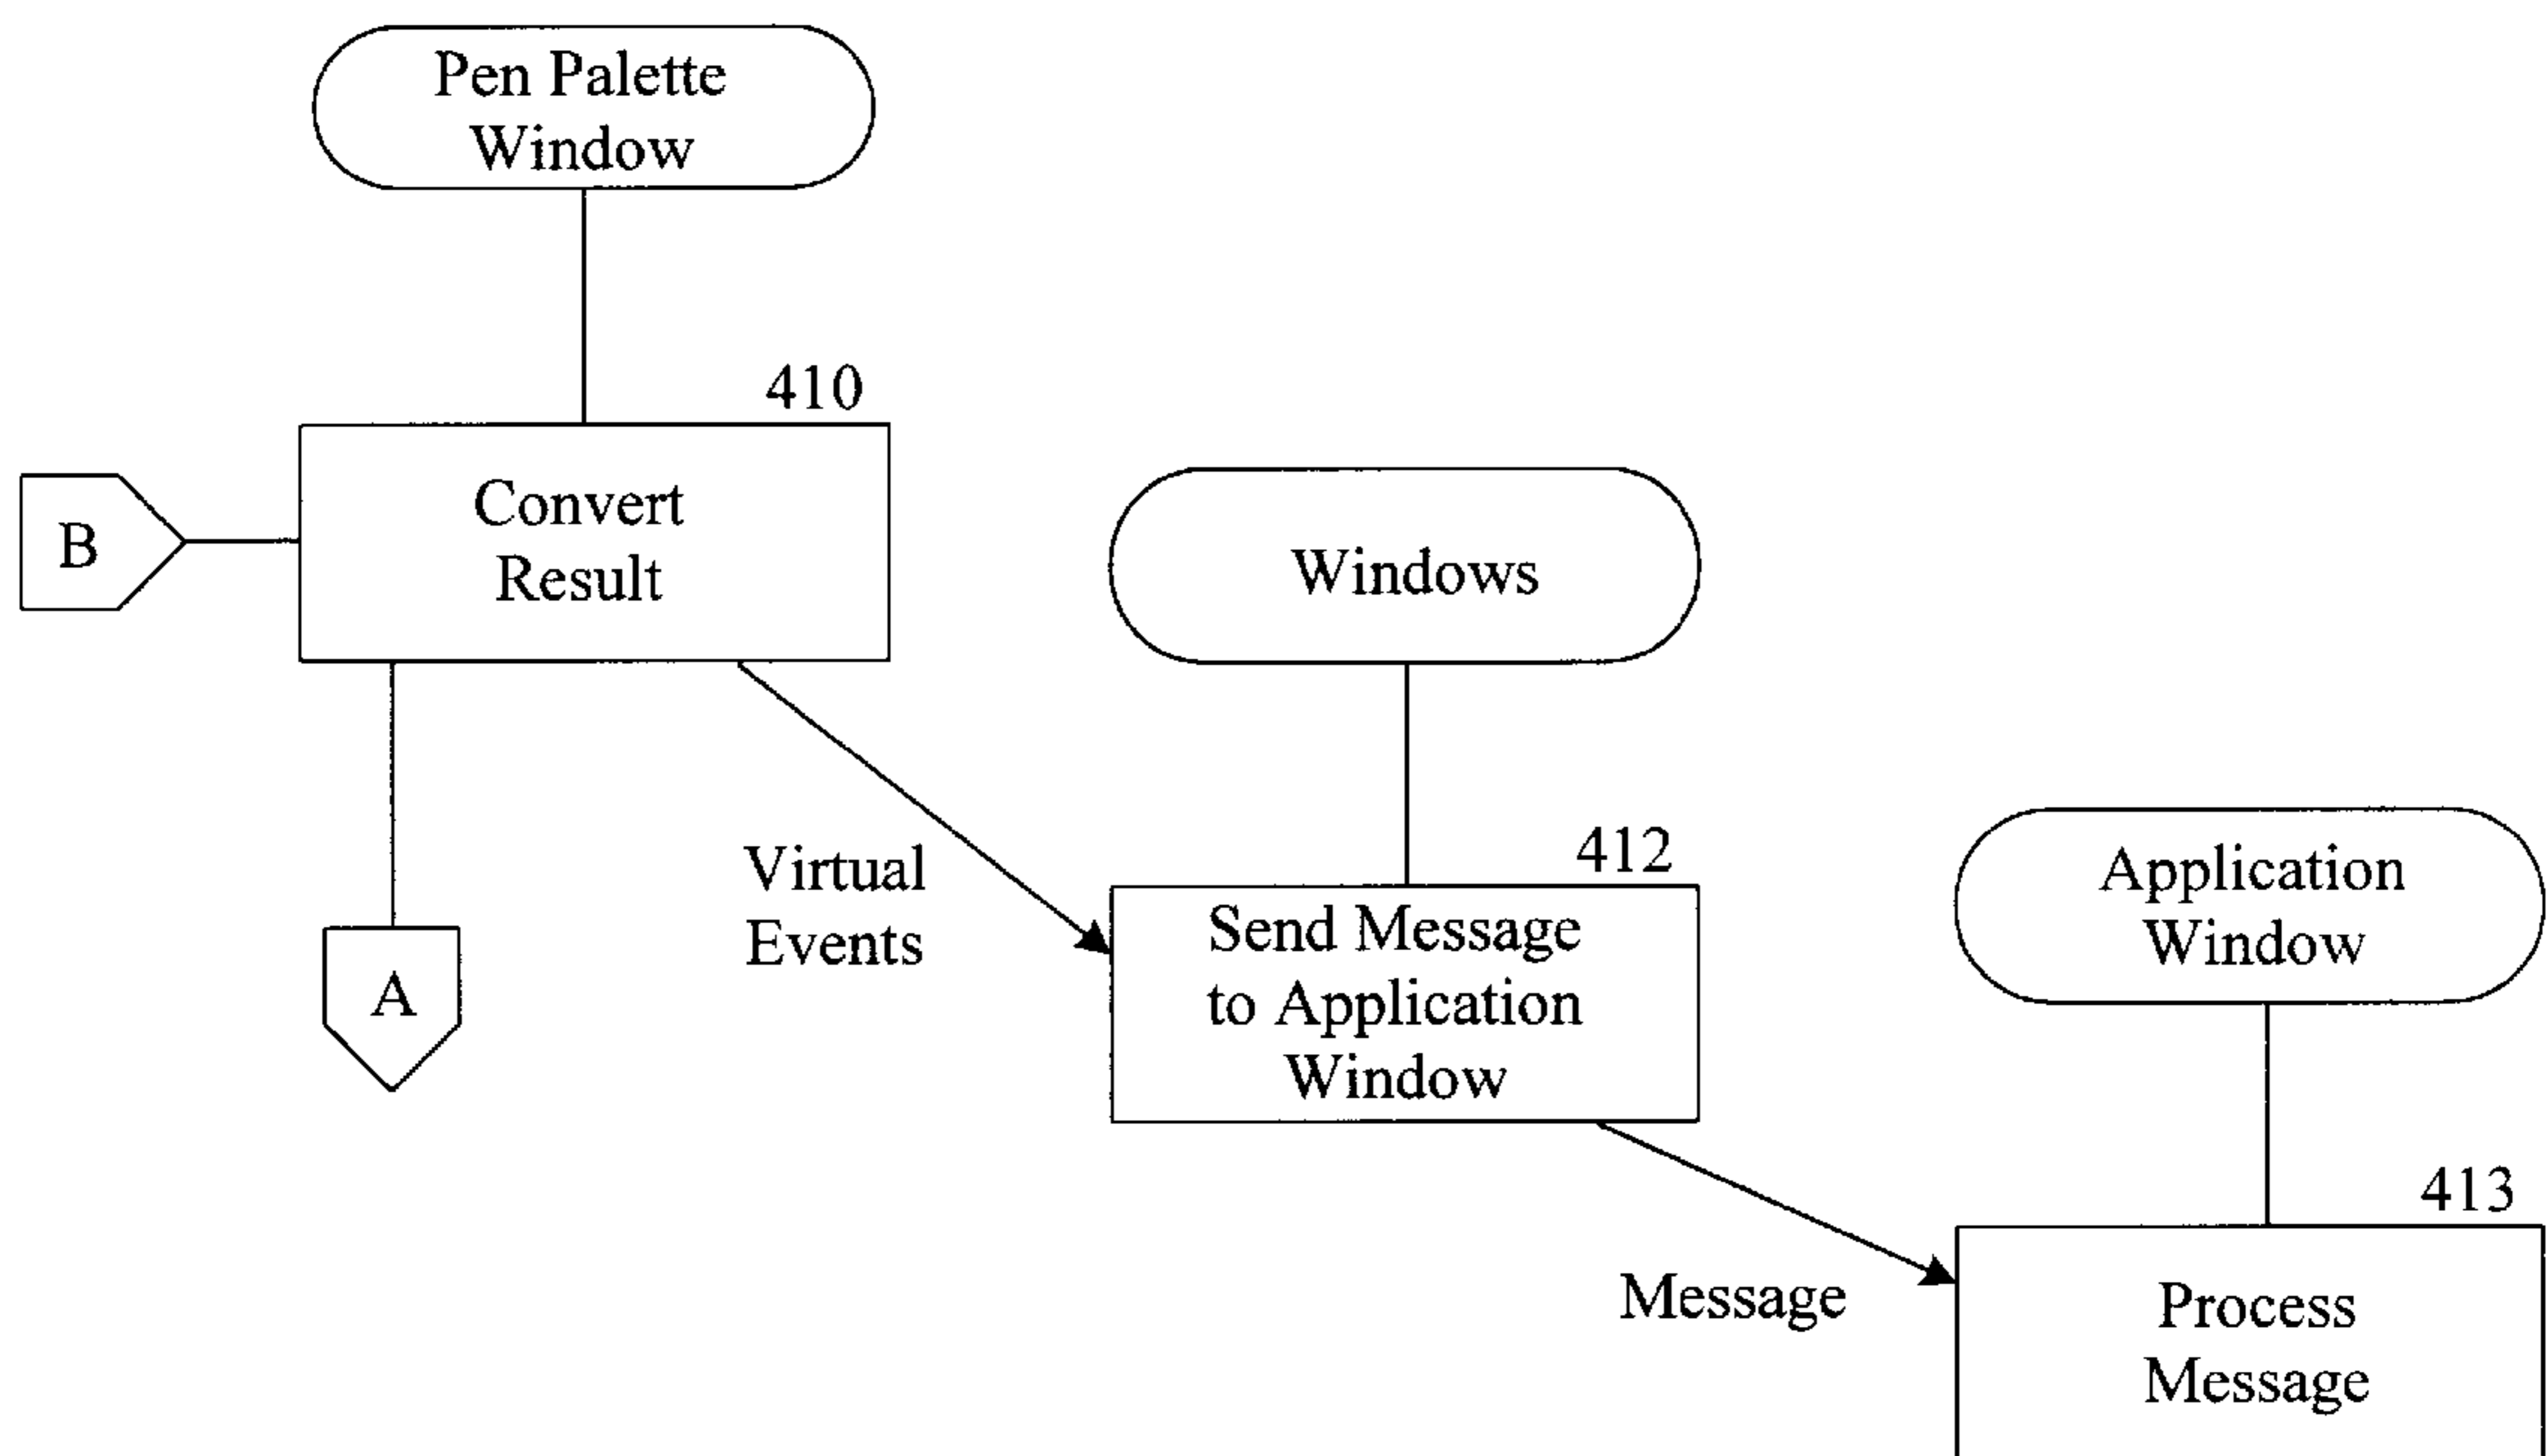 Pen Palette
Window
410
Convert
Result
B
A
Virtual
Events
Windows
412
Send Message
to Application
Window
Message
Application
Window
413
Process
Message